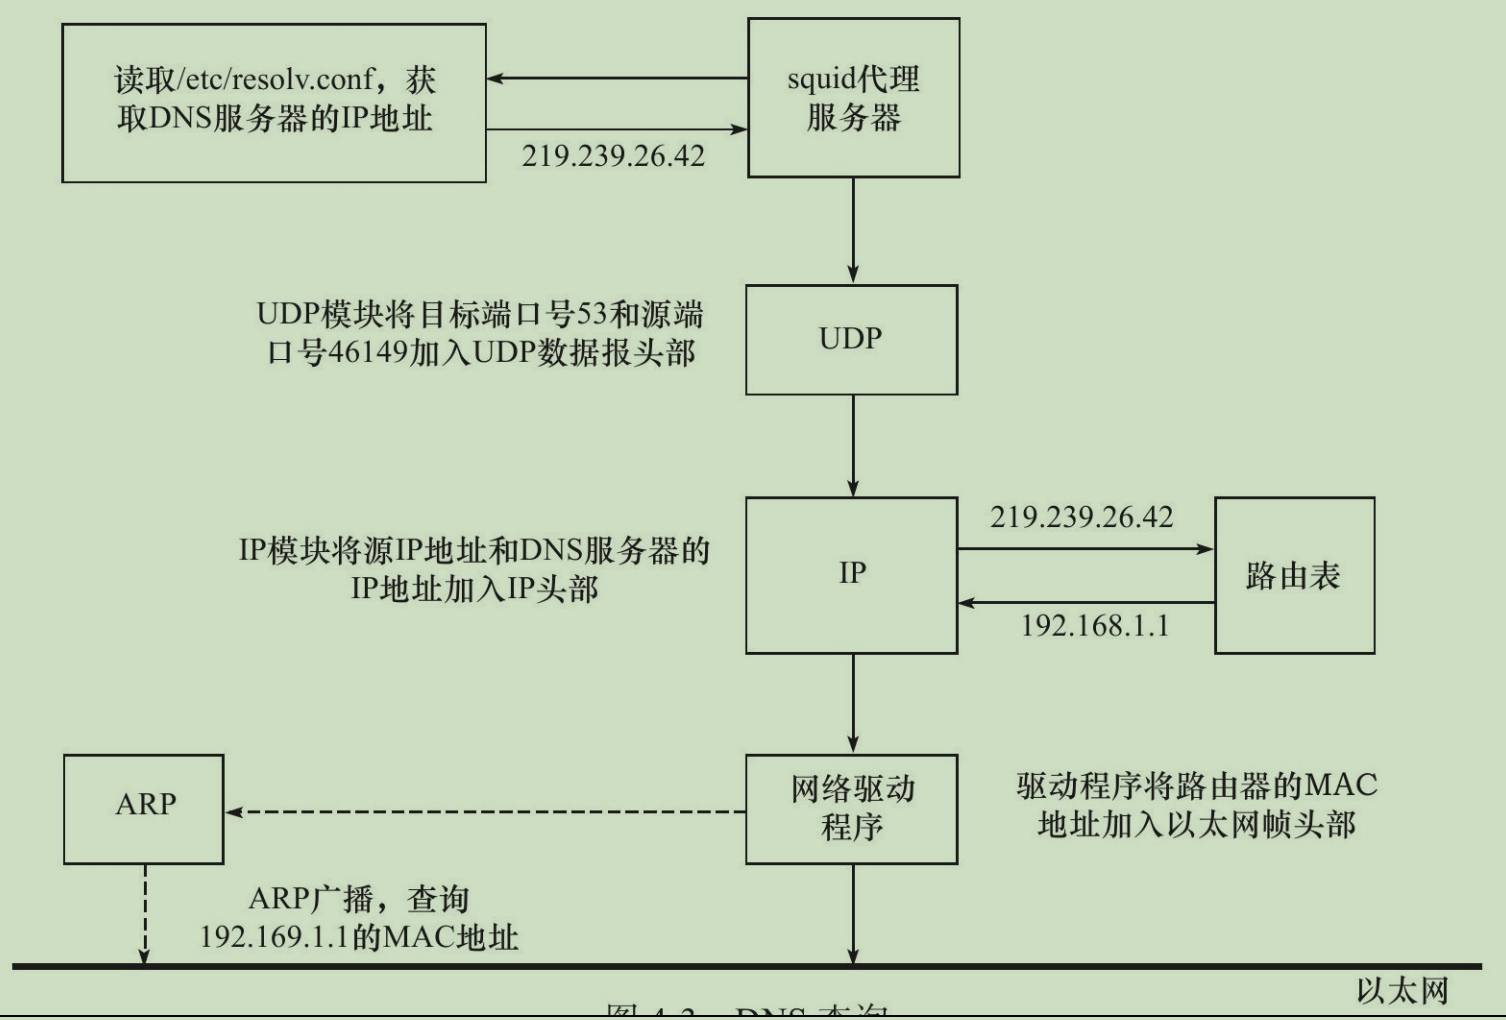 读取/etc/resolv.conf，获
取DNS服务器的IP地址
squid代理
服务器
219.239.26.42
UDP模块将目标端口号53和源端
口号46149加入UDP数据报头部
UDP
IP模块将源IP地址和DNS服务器的
IP地址加入IP头部
IP
219.239.26.42
192.168.1.1
路由表
ARP
网络驱动
程序
驱动程序将路由器的MAC
地址加入以太网帧头部
ARP广播，查询
192.169.1.1的MAC地址
以太网